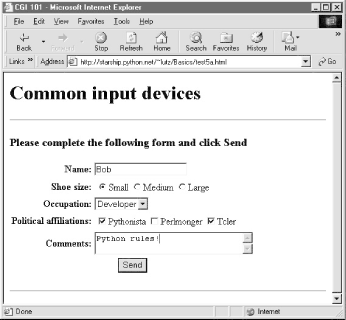 CGI 101 - Microsoft Internet Explorer
File Edit View Favorites Tools Help
Back Forward Stop Refresh Home Search Favorites History Mail
Links » Address http://starship.python.net/~lutz/Basics/test5a.html Go
Common input devices
Please complete the following form and click Send
Name: Bob
Shoe size: Small Medium Large
Occupation: Developer
Political affiliations: Pythonista Perlmonger Tcler
Comments: Python rules!
Send
Done Internet